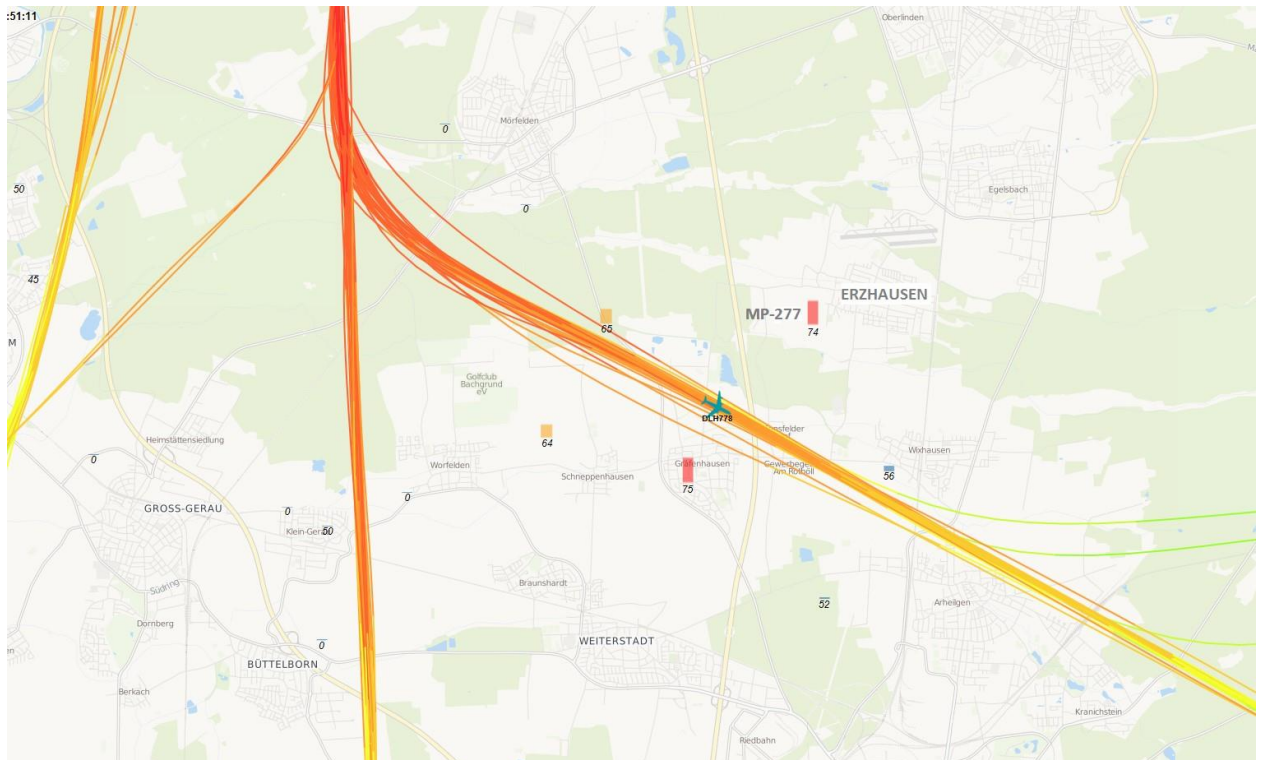 :51:11
Oberlinden
Mörfelden
0
50
Egelsbach
0
45
ERZHAUSEN
MP-277
65
74
M
Golfclub
Bachgrund
eV
DLH778
64
Heimstättensiedlung
Wixhausen
0
Worfelden
Gräfenhausen
Gewerbegeb
Am Rotböll
56
Schneppenhausen
75
0
GROSS-GERAU
0
Klein-Gerau
50
Braunshardt
Südring
52
Arheilgen
Dornberg
WEITERSTADT
0
BÜTTELBORN
Berkach
Kranichstein
Riedbahn